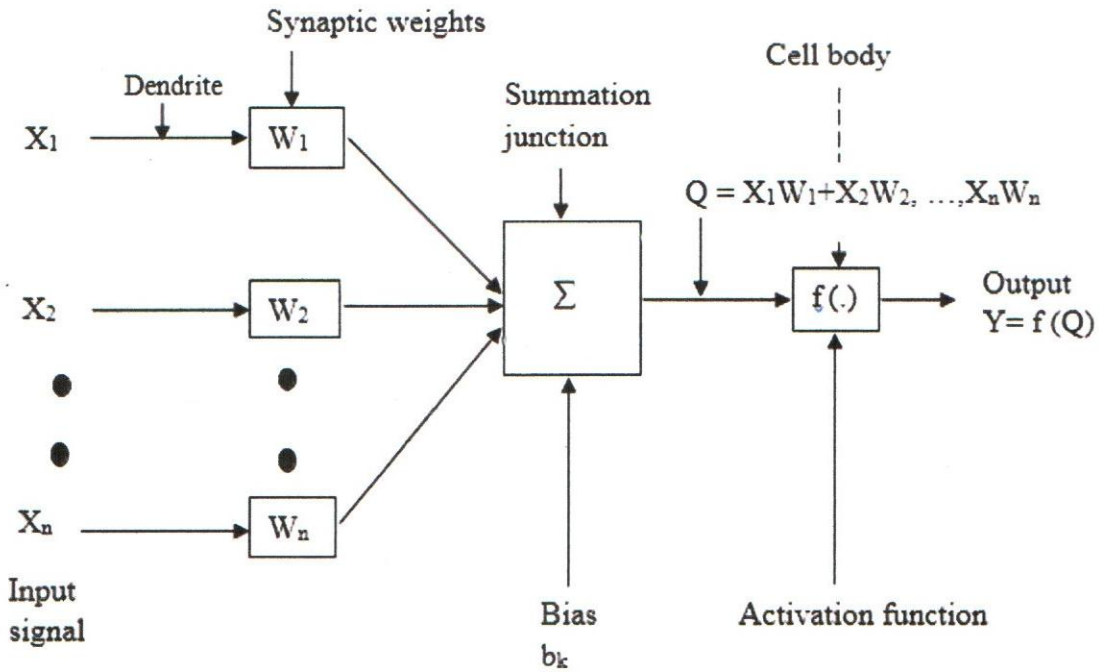 Synaptic weights
Cell body
Dendrite
Summation
junction
X₁
W₁
Q = X₁W₁+X₂W₂, ...,XₙWₙ
X₂
W₂
Σ
f(.)
Output
Y= f (Q)
Xₙ
Wₙ
Input
signal
Bias
bₖ
Activation function